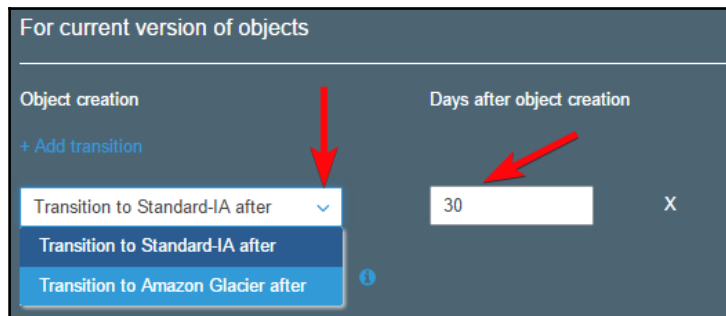 For current version of objects
Object creation
Days after object creation
+ Add transition
Transition to Standard-IA after
30
X
Transition to Standard-IA after
Transition to Amazon Glacier after